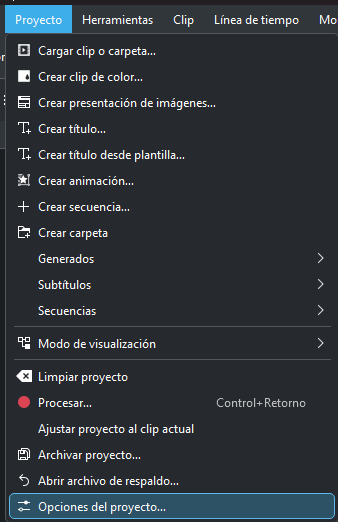 Proyecto Herramientas Clip Línea de tiempo Mo
Cargar clip o carpeta...
Crear clip de color...
Crear presentación de imágenes...
Crear título...
Crear título desde plantilla...
Crear animación...
Crear secuencia...
Crear carpeta
Generados
Subtítulos
Secuencias
Modo de visualización
Limpiar proyecto
Procesar... Control+Retorno
Ajustar proyecto al clip actual
Archivar proyecto...
Abrir archivo de respaldo...
Opciones del proyecto...